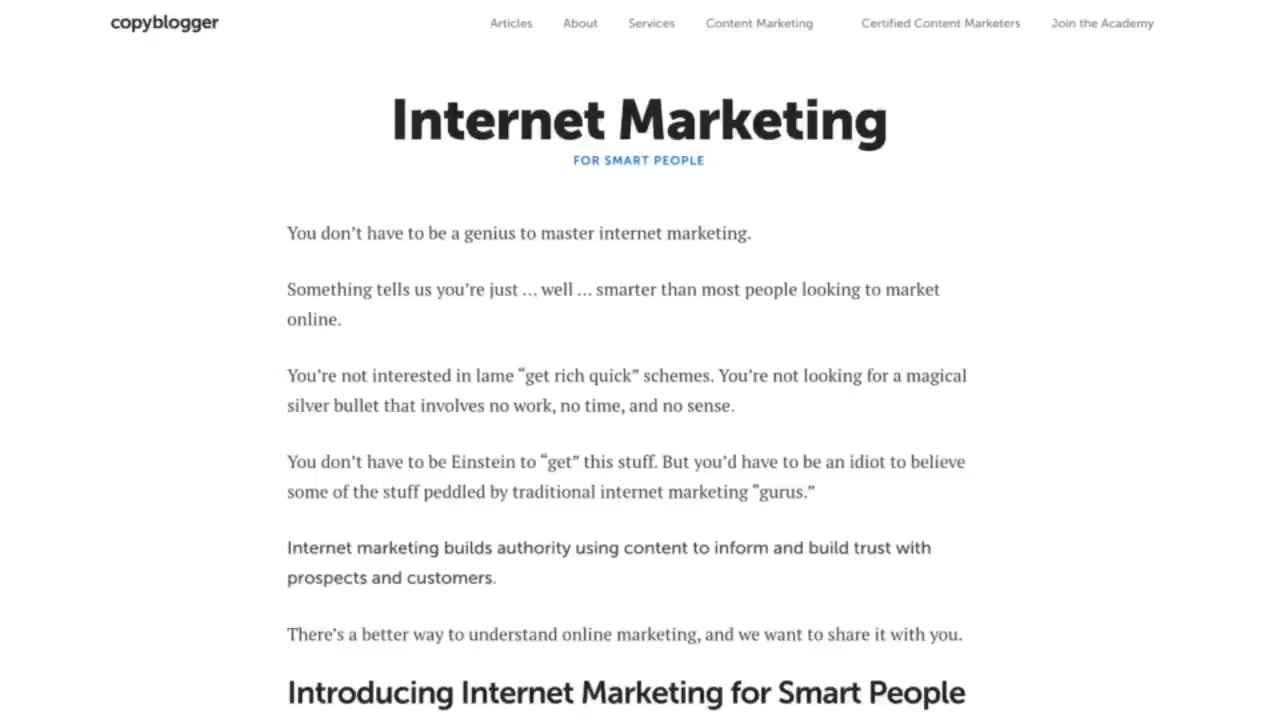 copyblogger
Articles About Services Content Marketing Certified Content Marketers Join the Academy
Internet Marketing
FOR SMART PEOPLE
You don’t have to be a genius to master internet marketing.
Something tells us you’re just … well … smarter than most people looking to market
online.
You’re not interested in lame “get rich quick” schemes. You’re not looking for a magical
silver bullet that involves no work, no time, and no sense.
You don’t have to be Einstein to “get” this stuff. But you’d have to be an idiot to believe
some of the stuff peddled by traditional internet marketing “gurus.”
Internet marketing builds authority using content to inform and build trust with
prospects and customers.
There’s a better way to understand online marketing, and we want to share it with you.
Introducing Internet Marketing for Smart People